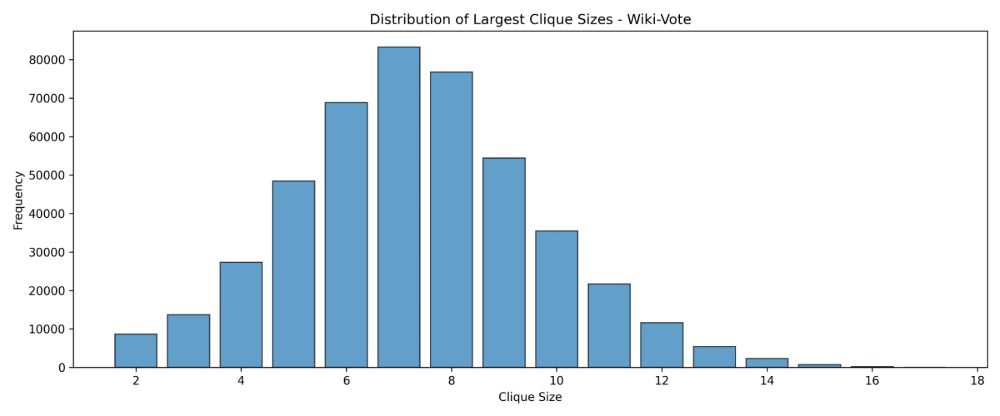 Distribution of Largest Clique Sizes - Wiki-Vote
Frequency
80000
70000
60000
50000
40000
30000
20000
10000
0
2 4 6 8 10 12 14 16 18
Clique Size